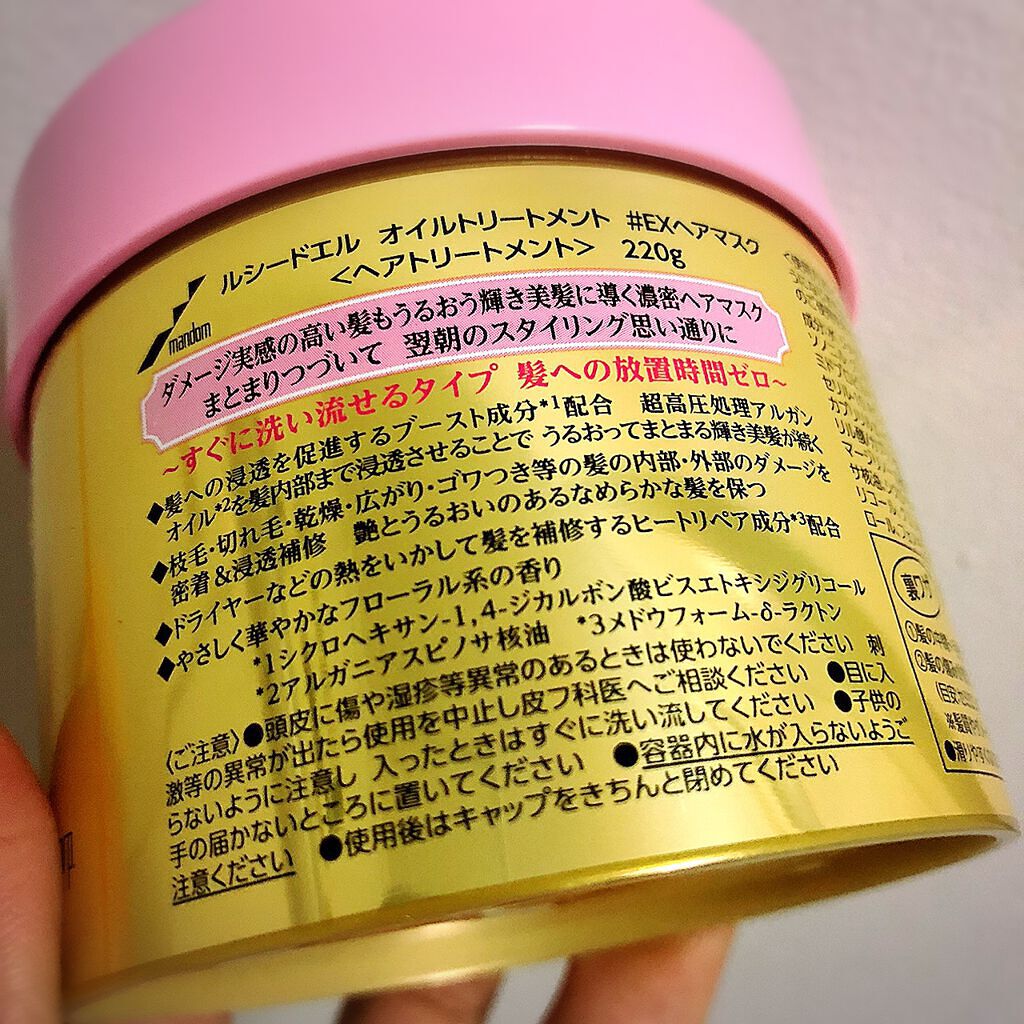 mandom
ルシードエル オイルトリートメント #EXヘアマスク
<ヘアトリートメント> 220g
ダメージ実感の高い髪もうるおう輝き美髪に導く濃密ヘアマスク
まとまりつづいて 翌朝のスタイリング思い通りに
~すぐに洗い流せるタイプ 髪への放置時間ゼロ~
◆髪への浸透を促進するブースト成分*1配合 超高圧処理アルガン
オイル*2を髪内部まで浸透させることで うるおってまとまる輝き美髪が続く
◆枝毛・切れ毛・乾燥・広がり・ゴワつき等の髪の内部・外部のダメージを
密着&浸透補修 艶とうるおいのあるなめらかな髪を保つ
◆ドライヤーなどの熱をいかして髪を補修するヒートリペア成分*3配合
◆やさしく華やかなフローラル系の香り
*1シクロヘキサン-1,4-ジカルボン酸ビスエトキシジグリコール
*2アルガニアスピノサ核油 *3メドウフォーム-δ-ラクトン
〈ご注意〉●頭皮に傷や湿疹等異常のあるときは使わないでください 刺
激等の異常が出たら使用を中止し皮フ科医へご相談ください ●目に入
らないように注意し 入ったときはすぐに洗い流してください ●子供の
手の届かないところに置いてください ●容器内に水が入らないようご
注意ください ●使用後はキャップをきちんと閉めてください
裏ワザ